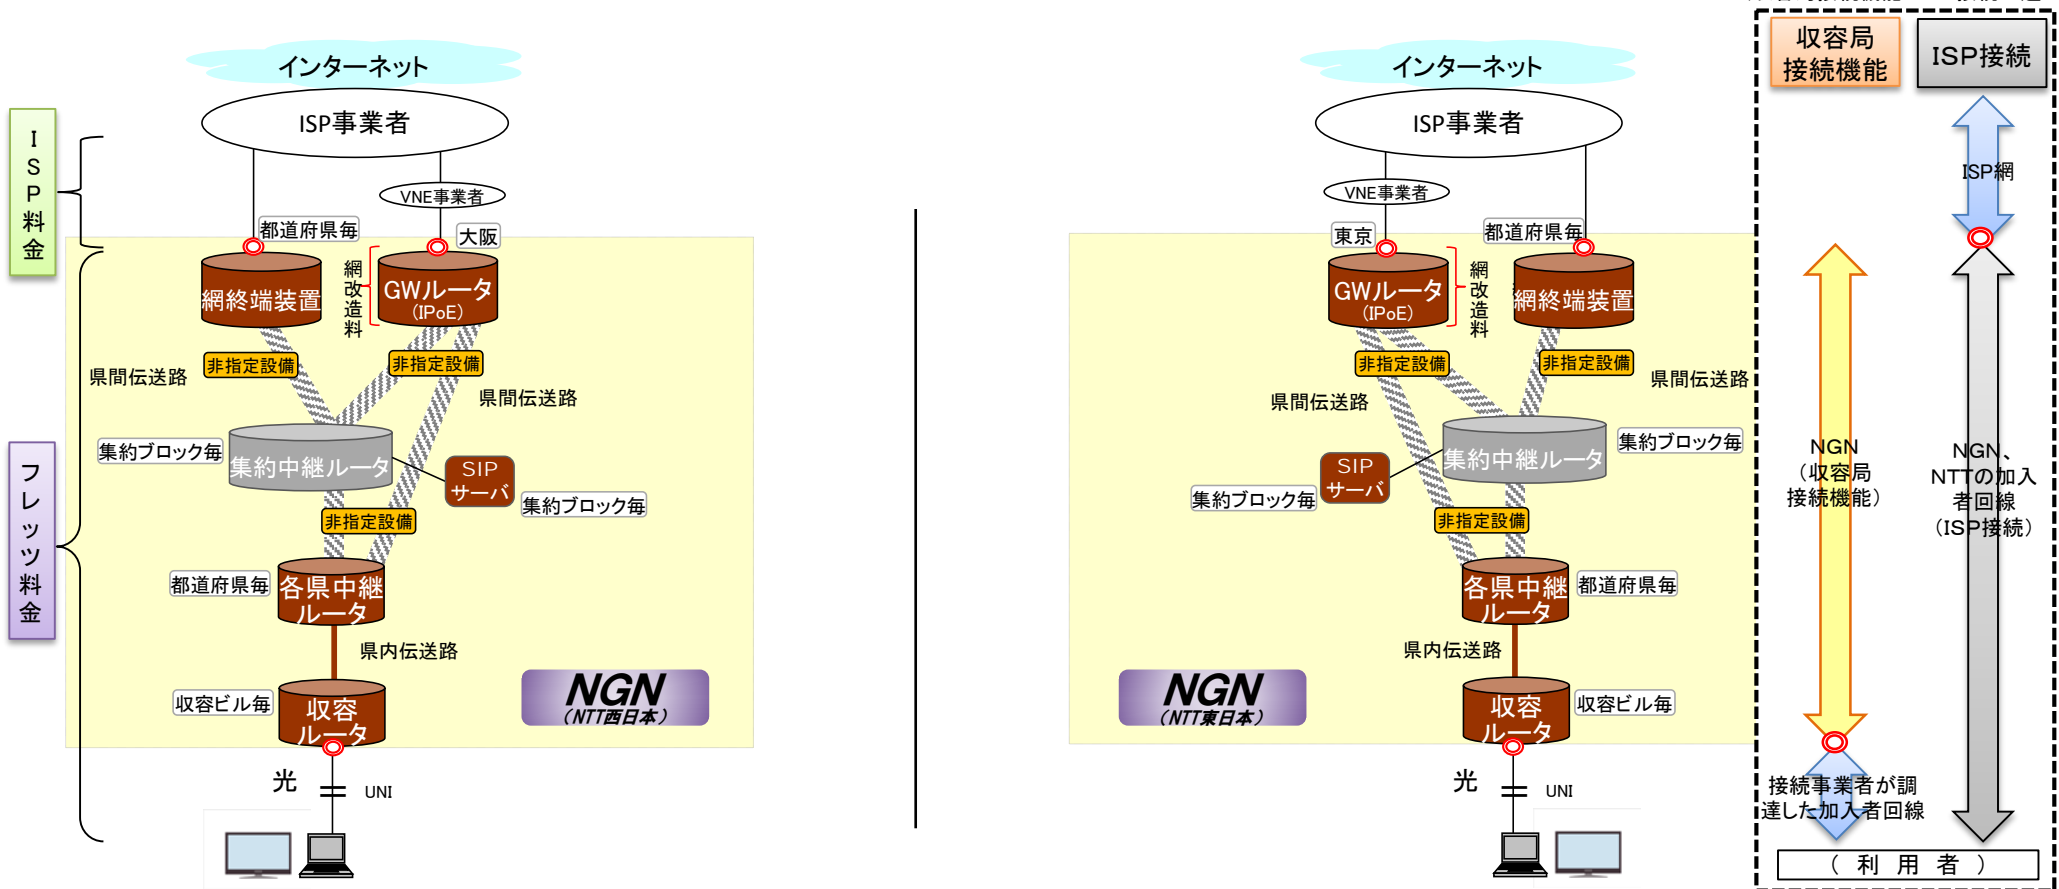 インターネット
ISP事業者
VNE事業者
都道府県毎
大阪
ISP料金
網終端装置
GWルータ
(IPoE)
網改造料
非指定設備
非指定設備
県間伝送路
県間伝送路
集約ブロック毎
集約中継ルータ
SIP
サーバ
集約ブロック毎
非指定設備
フレッツ料金
都道府県毎
各県中継
ルータ
県内伝送路
収容ビル毎
収容
ルータ
NGN
(NTT西日本)
光
UNI
インターネット
ISP事業者
VNE事業者
東京
都道府県毎
GWルータ
(IPoE)
網改造料
網終端装置
非指定設備
非指定設備
県間伝送路
県間伝送路
集約中継ルータ
集約ブロック毎
SIP
サーバ
集約ブロック毎
非指定設備
各県中継
ルータ
都道府県毎
県内伝送路
NGN
(NTT東日本)
収容
ルータ
収容ビル毎
光
UNI
収容局
接続機能
ISP接続
ISP網
NGN
(収容局
接続機能)
NGN、
NTTの加入
者回線
(ISP接続)
接続事業者が調
達した加入者回線
(利用者)